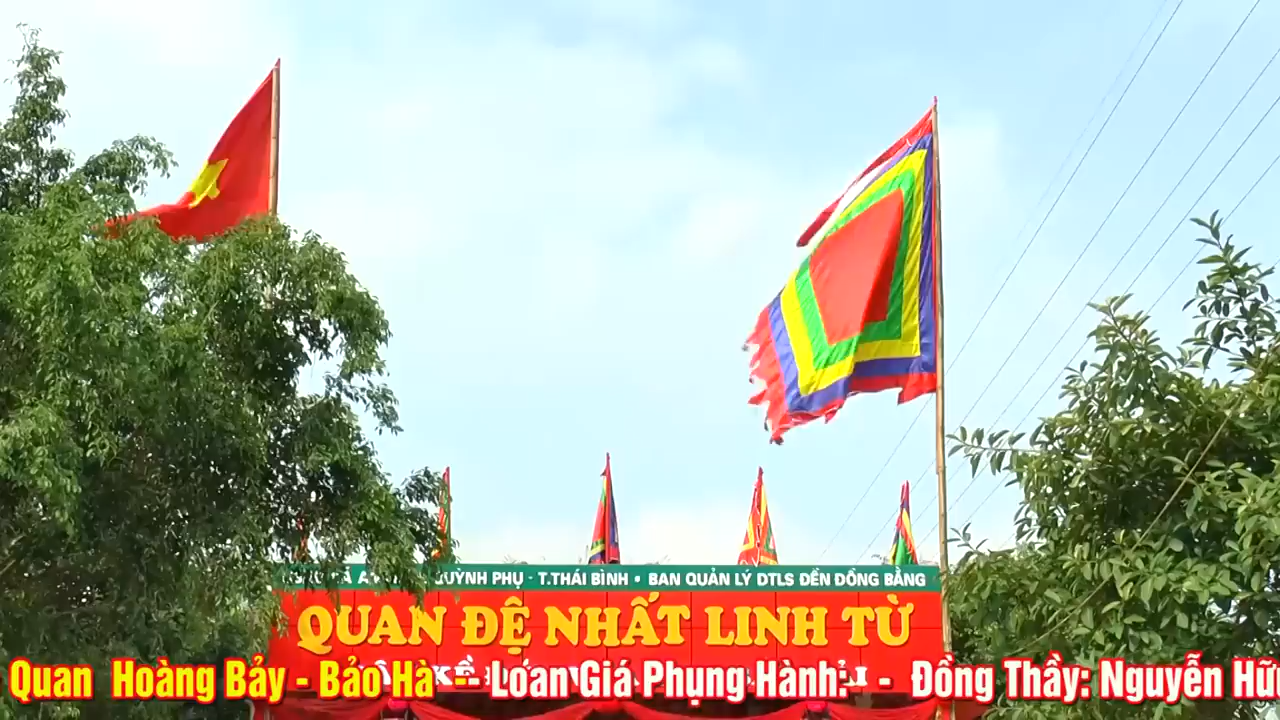 QUỲNH PHỤ - T.THÁI BÌNH • BAN QUẢN LÝ DTLS ĐỀN ĐỒNG BẰNG
QUAN ĐỆ NHẤT LINH TỪ
Quan Hoàng Bảy - Bảo Hà -- Loan Giá Phụng Hành. - Đồng Thầy: Nguyễn Hữu